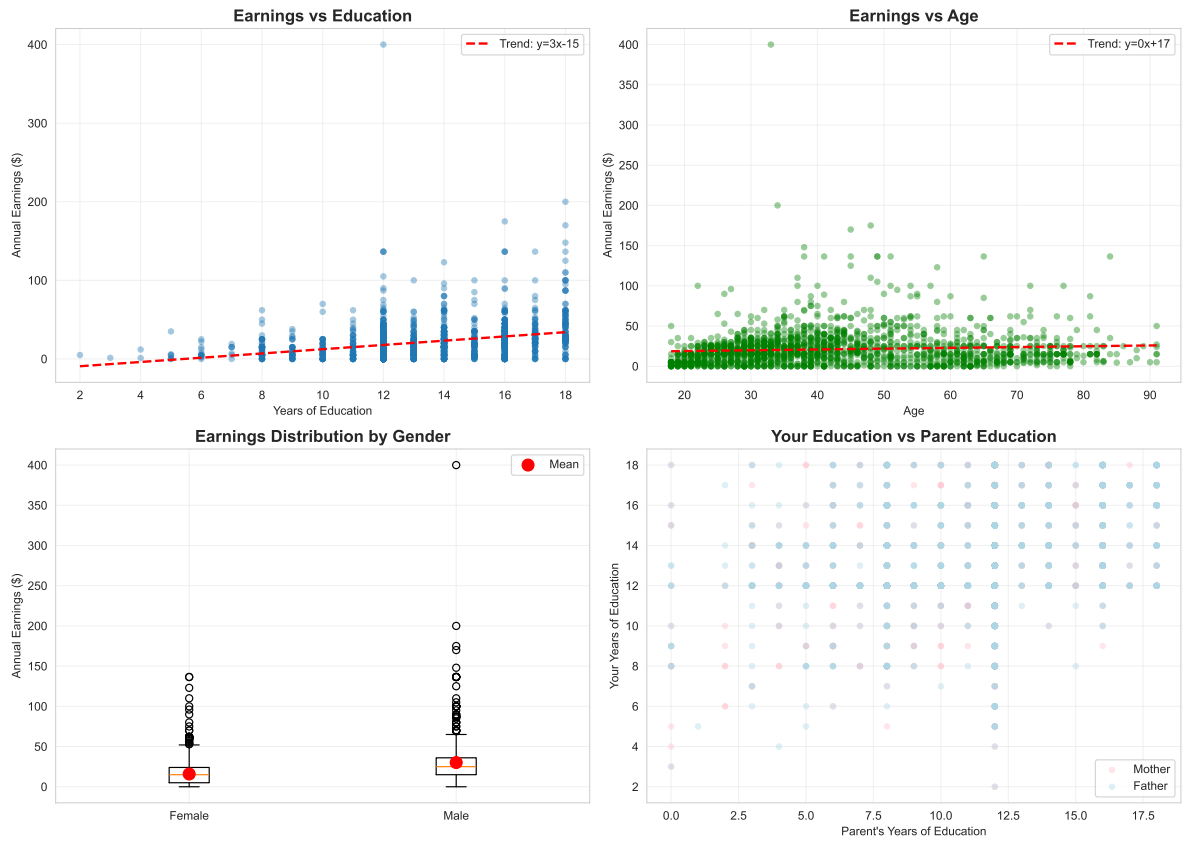 Earnings vs Education
Annual Earnings ($)
400
300
200
100
0
Trend: y=3x-15
2 4 6 8 10 12 14 16 18
Years of Education
Earnings vs Age
Annual Earnings ($)
400
350
300
250
200
150
100
50
0
Trend: y=0x+17
20 30 40 50 60 70 80 90
Age
Earnings Distribution by Gender
Annual Earnings ($)
400
350
300
250
200
150
100
50
0
Mean
Female Male
Your Education vs Parent Education
Your Years of Education
18
16
14
12
10
8
6
4
2
Mother
Father
0.0 2.5 5.0 7.5 10.0 12.5 15.0 17.5
Parent's Years of Education